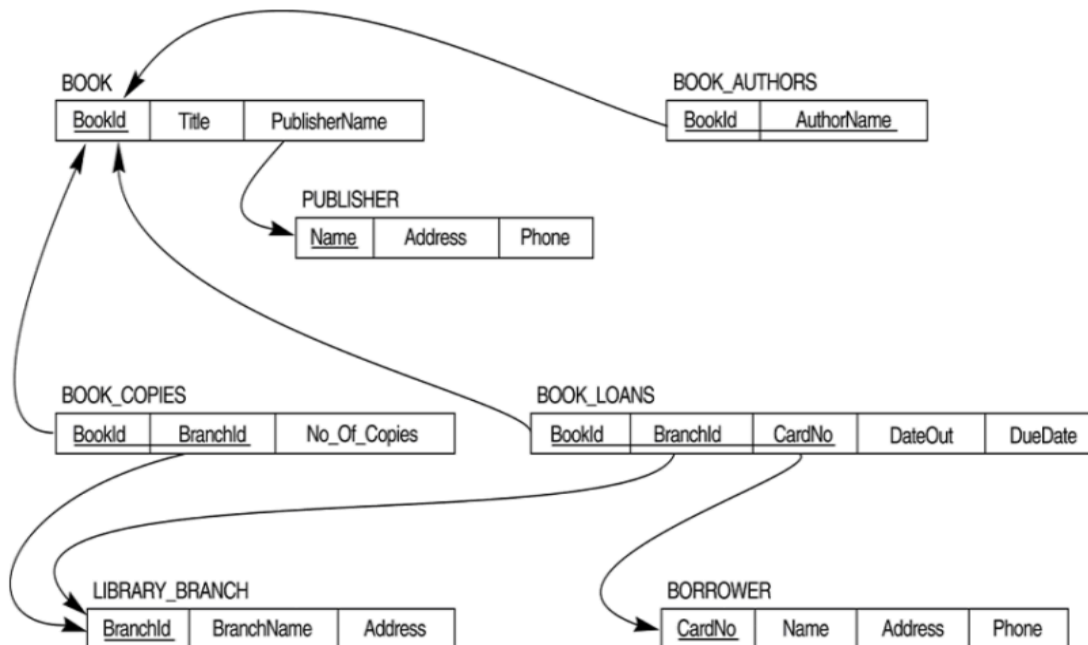 BOOK
BookId Title PublisherName
BOOK_AUTHORS
BookId AuthorName
PUBLISHER
Name Address Phone
BOOK_COPIES
BookId BranchId No_Of_Copies
BOOK_LOANS
BookId BranchId CardNo DateOut DueDate
LIBRARY_BRANCH
BranchId BranchName Address
BORROWER
CardNo Name Address Phone